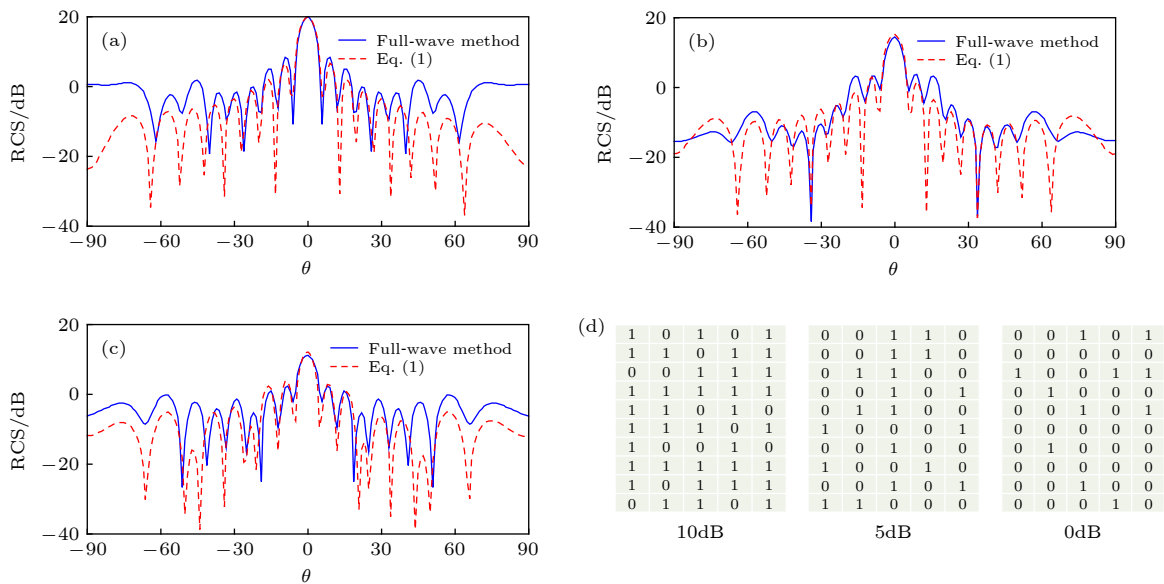 (a)
Full-wave method
Eq. (1)
RCS/dB
20
0
−20
−40
−90 −60 −30 0 30 60 90
θ
(b)
Full-wave method
Eq. (1)
RCS/dB
20
0
−20
−40
−90 −60 −30 0 30 60 90
θ
(c)
Full-wave method
Eq. (1)
RCS/dB
20
0
−20
−40
−90 −60 −30 0 30 60 90
θ
(d)
1 0 1 0 1 0 0 1 1 0 0 0 1 0 1
1 1 0 1 1 0 0 1 1 0 0 0 0 0 0
0 0 1 1 1 0 1 1 0 0 1 0 0 1 1
1 1 1 1 1 0 0 1 0 1 0 1 0 0 0
1 1 0 1 0 0 1 1 0 0 0 0 1 0 1
1 1 1 0 1 1 0 0 0 1 0 0 0 0 0
1 0 0 1 0 0 0 1 0 0 0 1 0 0 0
1 1 1 1 1 1 0 0 1 0 0 0 0 0 0
1 0 1 1 1 0 0 1 0 1 0 0 1 0 0
0 1 1 0 1 1 1 0 0 0 0 0 0 1 0
10dB 5dB 0dB